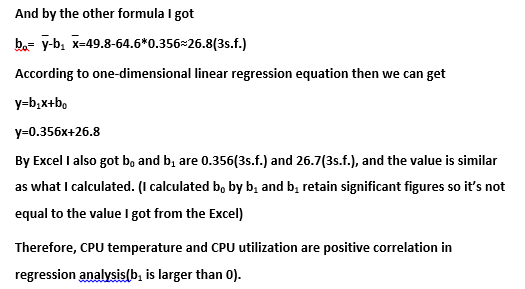 And by the other formula I got
b₀= y̅-b₁ x̅=49.8-64.6*0.356≈26.8(3s.f.)
According to one-dimensional linear regression equation then we can get
y=b₁x+b₀
y=0.356x+26.8
By Excel I also got b₀ and b₁ are 0.356(3s.f.) and 26.7(3s.f.), and the value is similar
as what I calculated. (I calculated b₀ by b₁ and b₁ retain significant figures so it's not
equal to the value I got from the Excel)
Therefore, CPU temperature and CPU utilization are positive correlation in
regression analysis(b₁ is larger than 0).